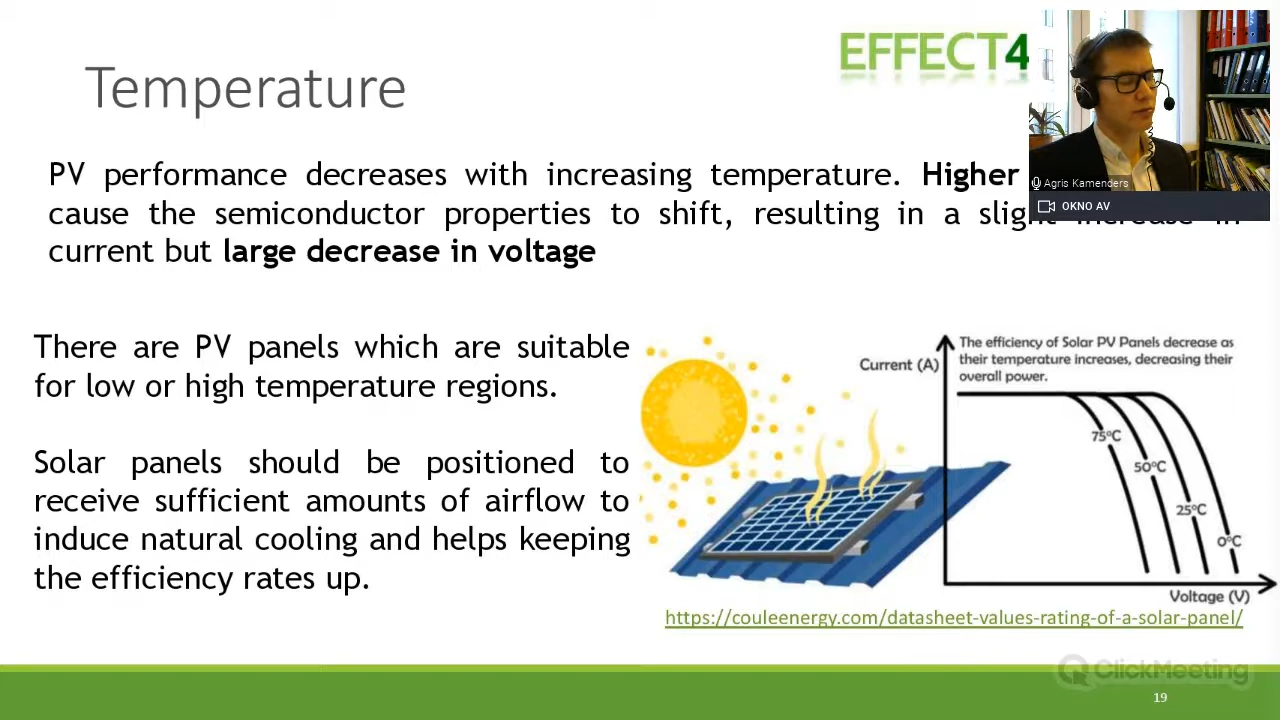 EFFECT4
Temperature
Agris Kamenders
OKNO AV
PV performance decreases with increasing temperature. Higher
cause the semiconductor properties to shift, resulting in a slight increase in
current but large decrease in voltage
There are PV panels which are suitable
for low or high temperature regions.
Solar panels should be positioned to
receive sufficient amounts of airflow to
induce natural cooling and helps keeping
the efficiency rates up.
The efficiency of Solar PV Panels decrease as
their temperature increases, decreasing their
overall power.
Current (A)
75°C
50°C
25°C
0°C
Voltage (V)
https://couleenergy.com/datasheet-values-rating-of-a-solar-panel/
ClickMeeting
19